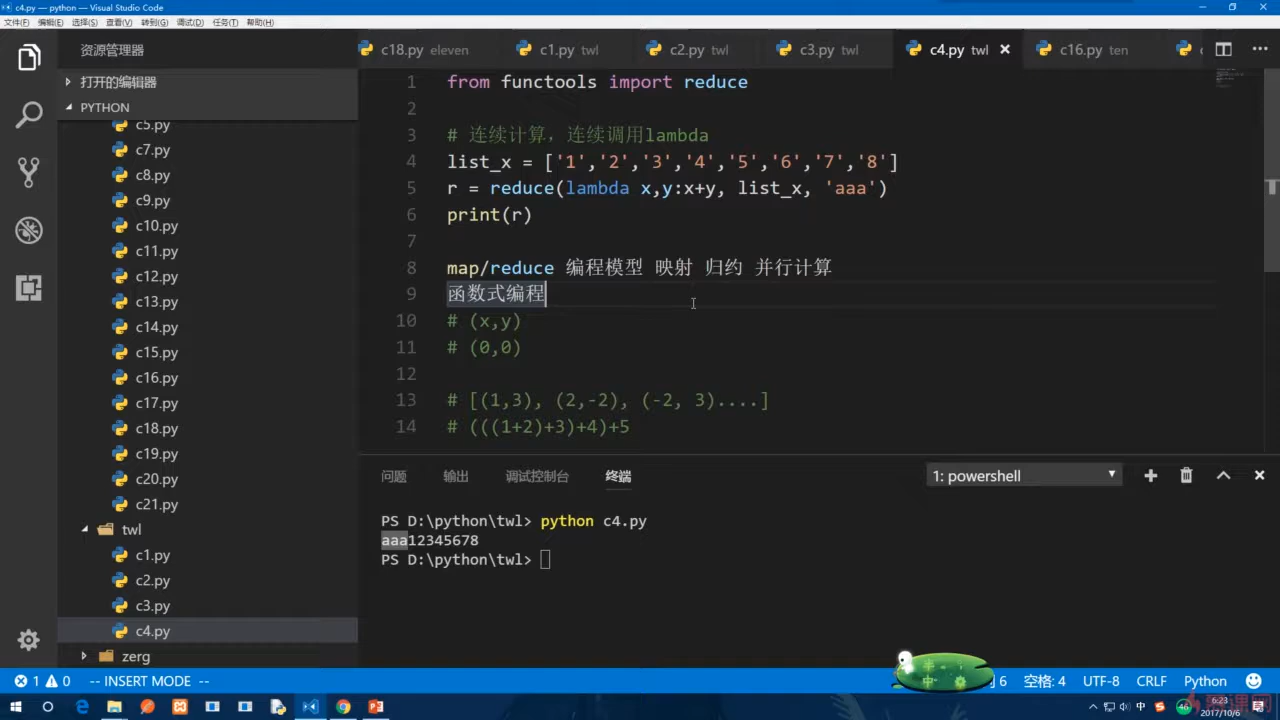 c4.py — python — Visual Studio Code
文件(F) 编辑(E) 选择(S) 查看(V) 转到(G) 调试(D) 任务(T) 帮助(H)
资源管理器
打开的编辑器
PYTHON
c5.py
c7.py
c8.py
c9.py
c10.py
c11.py
c12.py
c13.py
c14.py
c15.py
c16.py
c17.py
c18.py
c19.py
c20.py
c21.py
twl
c1.py
c2.py
c3.py
c4.py
zerg
c18.py eleven c1.py twl c2.py twl c3.py twl c4.py twl c16.py ten
1 from functools import reduce
2
3 # 连续计算，连续调用lambda
4 list_x = ['1','2','3','4','5','6','7','8']
5 r = reduce(lambda x,y:x+y, list_x, 'aaa')
6 print(r)
7
8 map/reduce 编程模型 映射 归约 并行计算
9 函数式编程
10 # (x,y)
11 # (0,0)
12
13 # [(1,3), (2,-2), (-2, 3)....]
14 # (((1+2)+3)+4)+5
问题 输出 调试控制台 终端 1: powershell
PS D:\python\twl> python c4.py
aaa12345678
PS D:\python\twl>
1 0 -- INSERT MODE -- 6 空格: 4 UTF-8 CRLF Python
中 46 6:23
2017/10/6